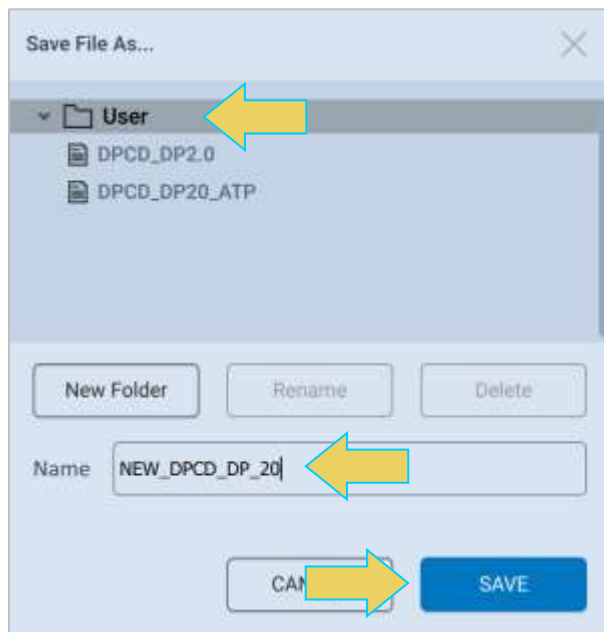 Save File As...
User
DPCD_DP2.0
DPCD_DP20_ATP
New Folder Rename Delete
Name NEW_DPCD_DP_20
SAVE